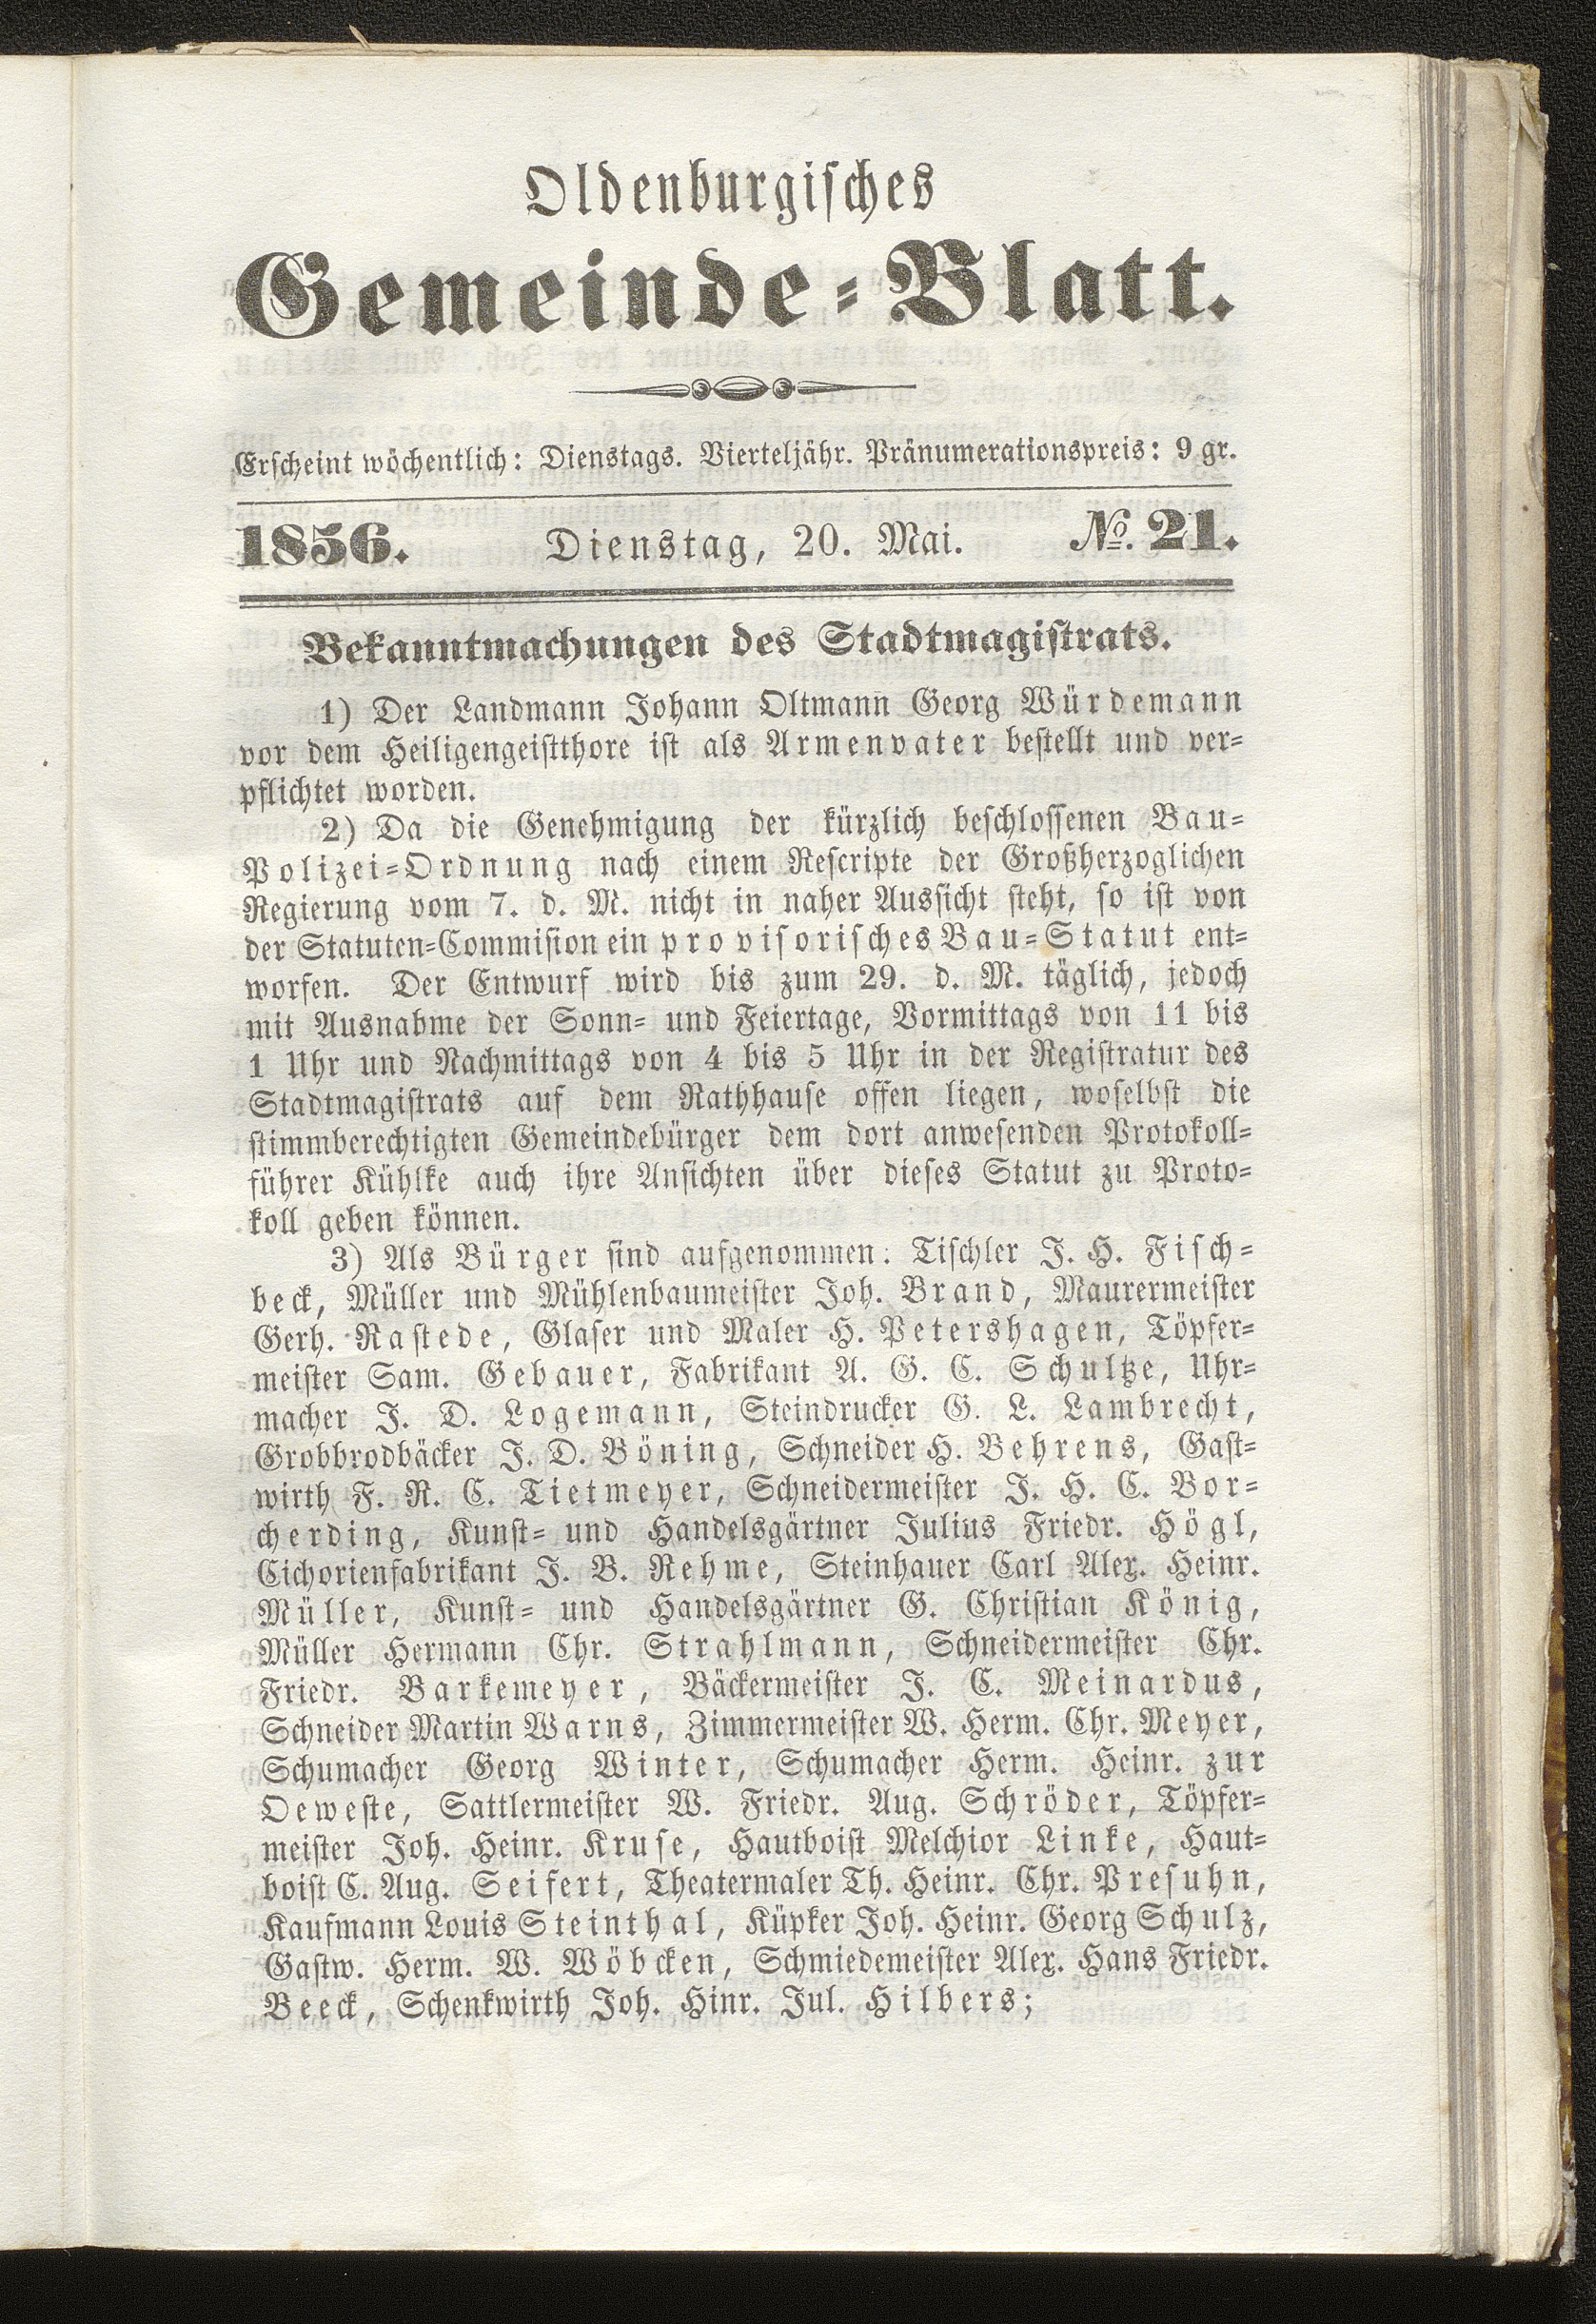 Oldenburgisches
Gemeinde-Blatt.
Erscheint wöchentlich: Dienstags. Vierteljähr. Pränumerationspreis: 9 gr.
1856. Dienstag, 20. Mai. No. 21.
Bekanntmachungen des Stadtmagistrats.
1) Der Landmann Johann Oltmann Georg Würdemann
vor dem Heiligengeistthore ist als Armenvater bestellt und ver-
pflichtet worden.
2) Da die Genehmigung der kürzlich beschlossenen Bau-
Polizei-Ordnung nach einem Rescripte der Großherzoglichen
Regierung vom 7. d. M. nicht in naher Aussicht steht, so ist von
der Statuten-Commision ein provisorisches Bau-Statut ent-
worfen. Der Entwurf wird bis zum 29. d. M. täglich, jedoch
mit Ausnahme der Sonn- und Feiertage, Vormittags von 11 bis
1 Uhr und Nachmittags von 4 bis 5 Uhr in der Registratur des
Stadtmagistrats auf dem Rathhause offen liegen, woselbst die
stimmberechtigten Gemeindebürger dem dort anwesenden Protokoll-
führer Kühlke auch ihre Ansichten über dieses Statut zu Proto-
koll geben können.
3) Als Bürger sind aufgenommen: Tischler J. H. Fisch-
beck, Müller und Mühlenbaumeister Joh. Brand, Maurermeister
Gerh. Rastede, Glaser und Maler H. Petershagen, Töpfer-
meister Sam. Gebauer, Fabrikant A. G. C. Schultze, Uhr-
macher J. D. Logemann, Steindrucker G. L. Lambrecht,
Grobbrodbäcker J. D. Böning, Schneider H. Behrens, Gast-
wirth F. R. C. Tietmeyer, Schneidermeister J. H. C. Bor-
cherding, Kunst- und Handelsgärtner Julius Friedr. Högl,
Cichorienfabrikant J. B. Rehme, Steinhauer Carl Alex. Heinr.
Müller, Kunst- und Handelsgärtner G. Christian König,
Müller Hermann Chr. Strahlmann, Schneidermeister Chr.
Friedr. Barkemeyer, Bäckermeister J. C. Meinardus,
Schneider Martin Warns, Zimmermeister W. Herm. Chr. Meyer,
Schumacher Georg Winter, Schumacher Herm. Heinr. zur
Oeweste, Sattlermeister W. Friedr. Aug. Schröder, Töpfer-
meister Joh. Heinr. Kruse, Hautboist Melchior Linke, Haut-
boist C. Aug. Seifert, Theatermaler Th. Heinr. Chr. Presuhn,
Kaufmann Louis Steinthal, Küpker Joh. Heinr. Georg Schulz,
Gastw. Herm. W. Wöbcken, Schmiedemeister Alex. Hans Friedr.
Beeck, Schenkwirth Joh. Hinr. Jul. Hilbers;